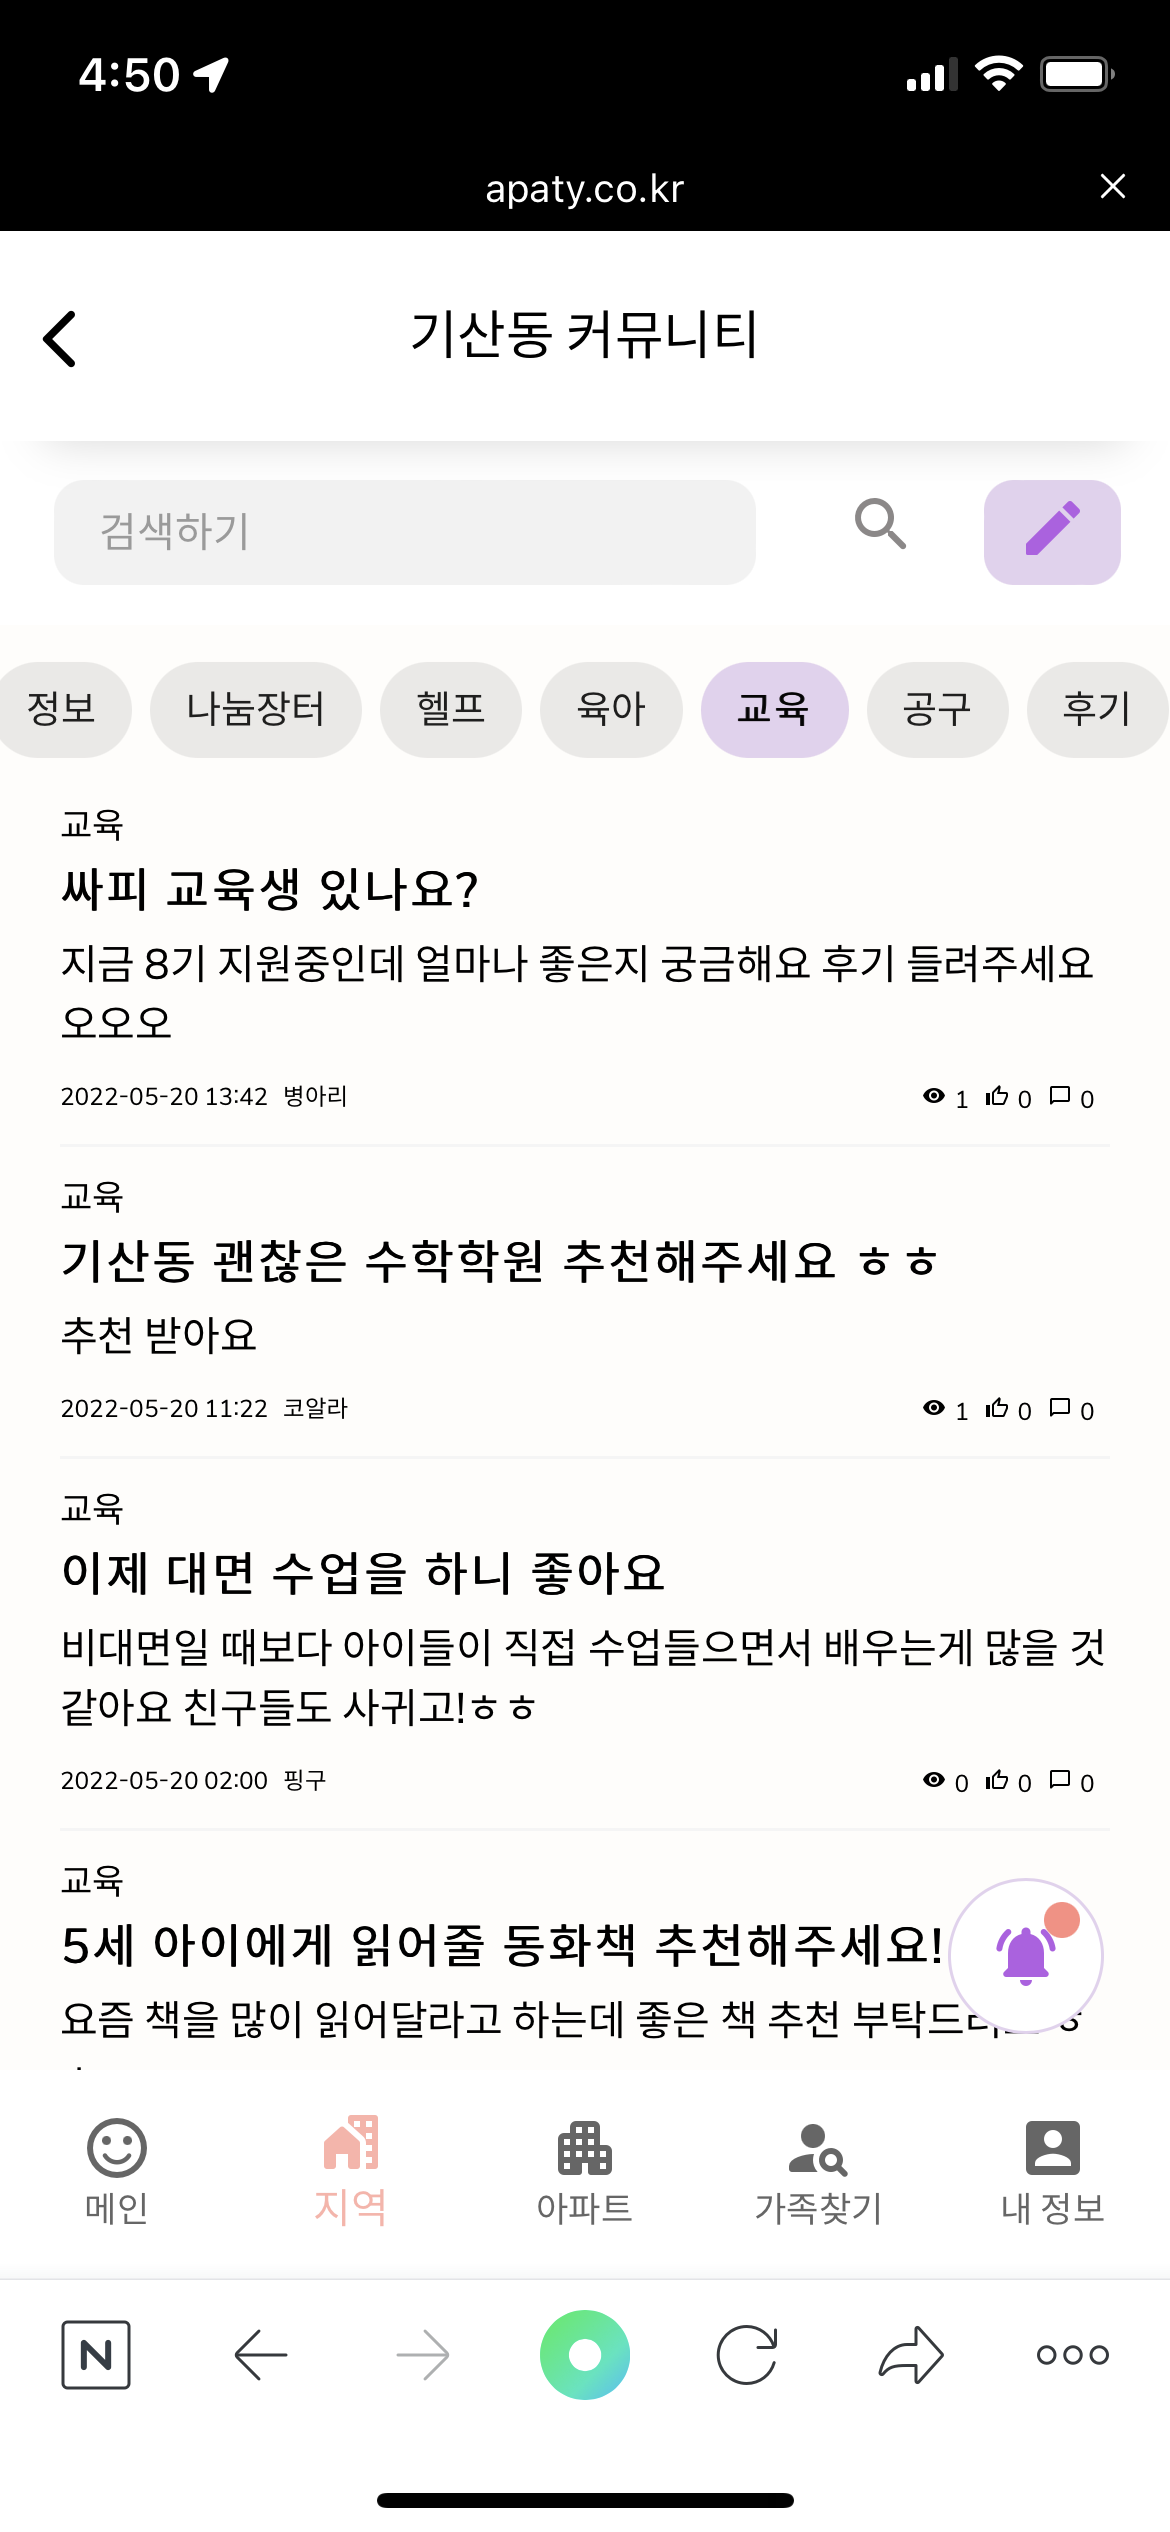 4:50
apaty.co.kr
기산동 커뮤니티
검색하기
정보 나눔장터 헬프 육아 교육 공구 후기
교육
싸피 교육생 있나요?
지금 8기 지원중인데 얼마나 좋은지 궁금해요 후기 들려주세요
오오오
2022-05-20 13:42 병아리 1 0 0
교육
기산동 괜찮은 수학학원 추천해주세요 ㅎㅎ
추천 받아요
2022-05-20 11:22 코알라 1 0 0
교육
이제 대면 수업을 하니 좋아요
비대면일 때보다 아이들이 직접 수업들으면서 배우는게 많을 것
같아요 친구들도 사귀고!ㅎㅎ
2022-05-20 02:00 핑구 0 0 0
교육
5세 아이에게 읽어줄 동화책 추천해주세요!
요즘 책을 많이 읽어달라고 하는데 좋은 책 추천
메인 지역 아파트 가족찾기 내 정보
N